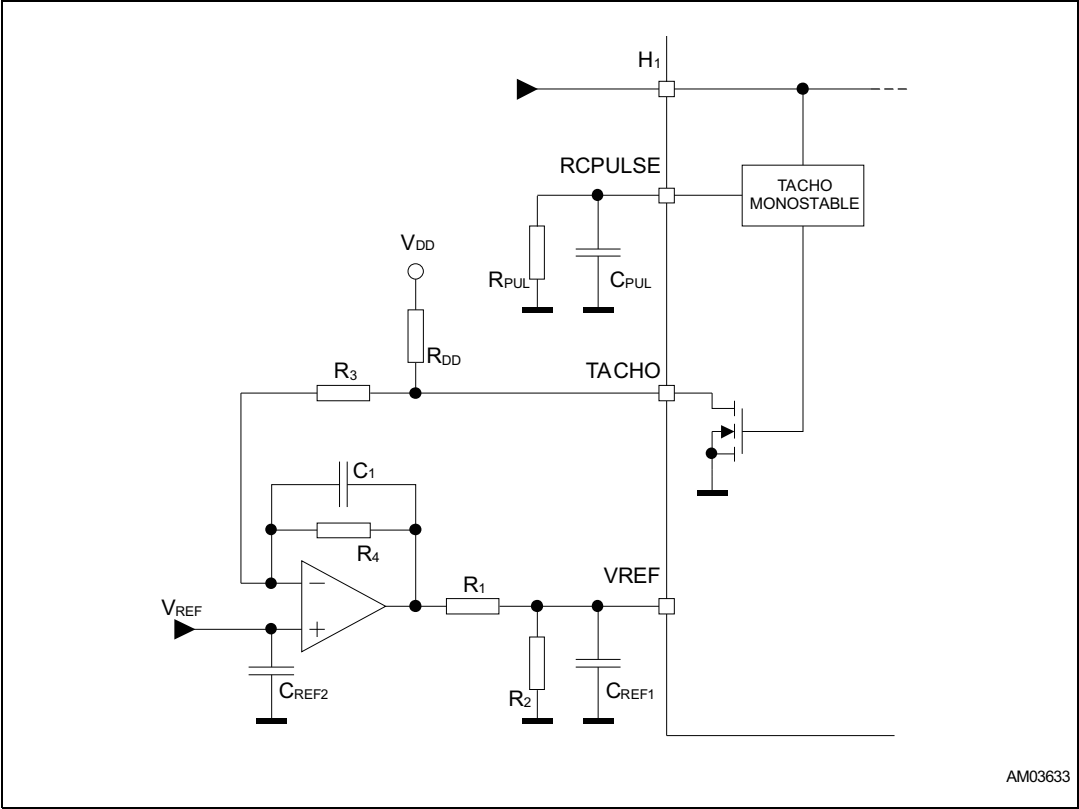 H1
RCPULSE
TACHO
MONOSTABLE
VDD
RPUL
CPUL
RDD
R3
TACHO
C1
R4
VREF
R1
VREF
CREF2
R2
CREF1
AM03633